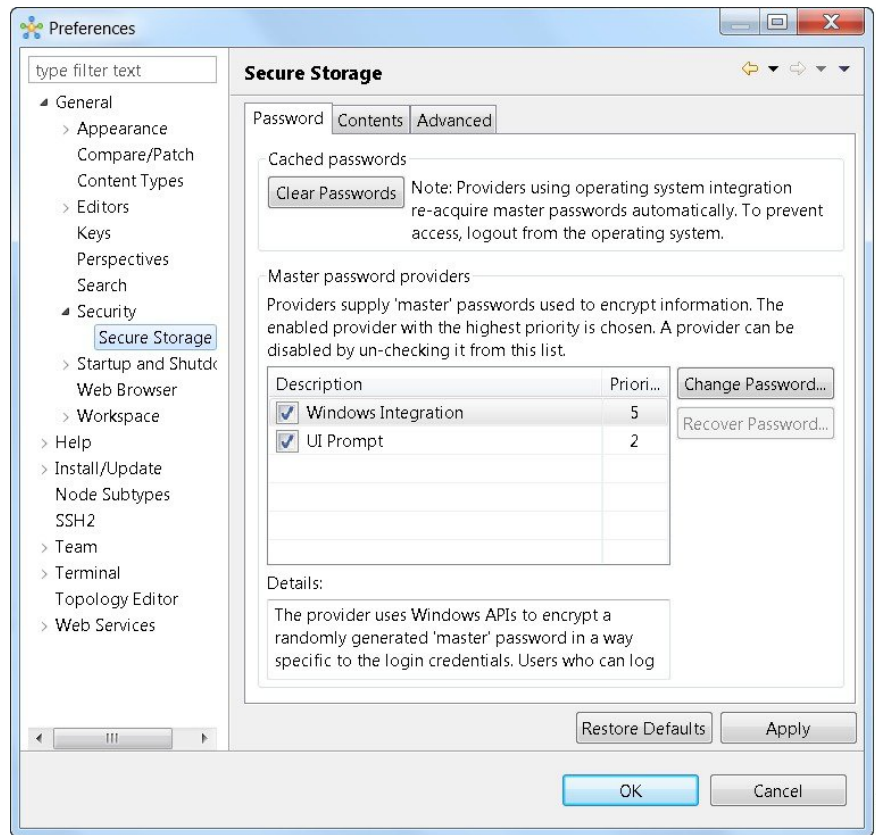 Preferences
type filter text
General
Appearance
Compare/Patch
Content Types
Editors
Keys
Perspectives
Search
Security
Secure Storage
Startup and Shutdo
Web Browser
Workspace
Help
Install/Update
Node Subtypes
SSH2
Team
Terminal
Topology Editor
Web Services
Secure Storage
Password Contents Advanced
Cached passwords
Clear Passwords
Note: Providers using operating system integration
re-acquire master passwords automatically. To prevent
access, logout from the operating system.
Master password providers
Providers supply 'master' passwords used to encrypt information. The
enabled provider with the highest priority is chosen. A provider can be
disabled by un-checking it from this list.
Description Priori...
Windows Integration 5
UI Prompt 2
Change Password...
Recover Password...
Details:
The provider uses Windows APIs to encrypt a
randomly generated 'master' password in a way
specific to the login credentials. Users who can log
Restore Defaults Apply
OK Cancel